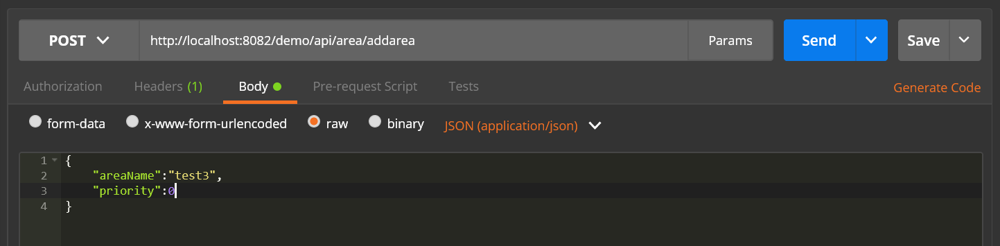 POST http://localhost:8082/demo/api/area/addarea Params Send Save
Authorization Headers (1) Body Pre-request Script Tests Generate Code
form-data x-www-form-urlencoded raw binary JSON (application/json)
1 {
2 "areaName":"test3",
3 "priority":0
4 }